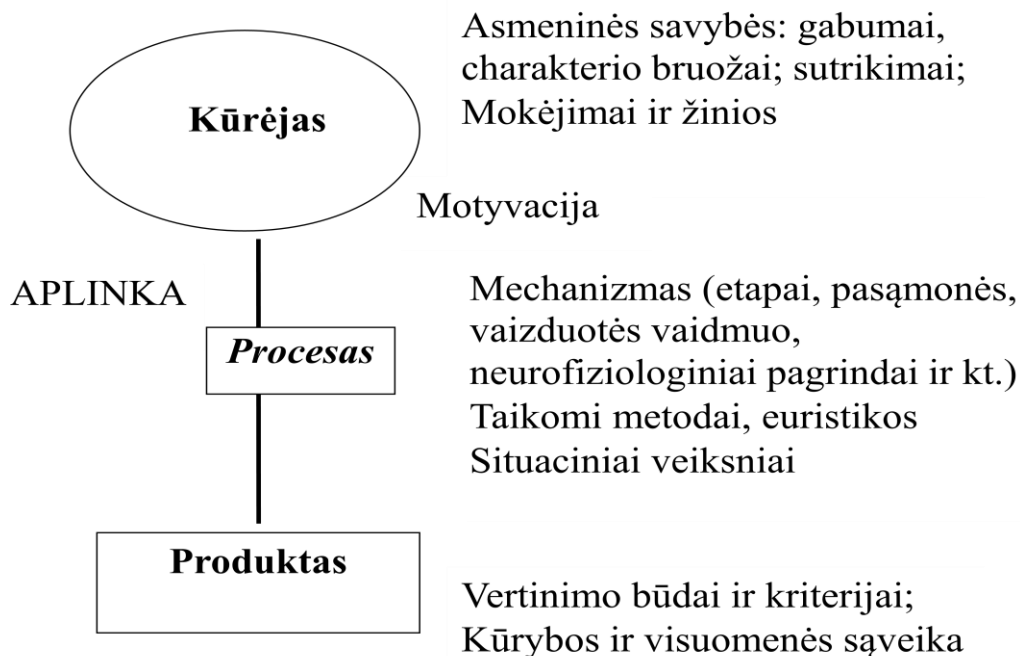 Asmeninės savybės: gabumai,
charakterio bruožai; sutrikimai;
Mokėjimai ir žinios
Kūrėjas
Motyvacija
APLINKA
Mechanizmas (etapai, pasąmonės,
vaizduotės vaidmuo,
neurofiziologiniai pagrindai ir kt.)
Taikomi metodai, euristikos
Situaciniai veiksniai
Procesas
Produktas
Vertinimo būdai ir kriterijai;
Kūrybos ir visuomenės sąveika